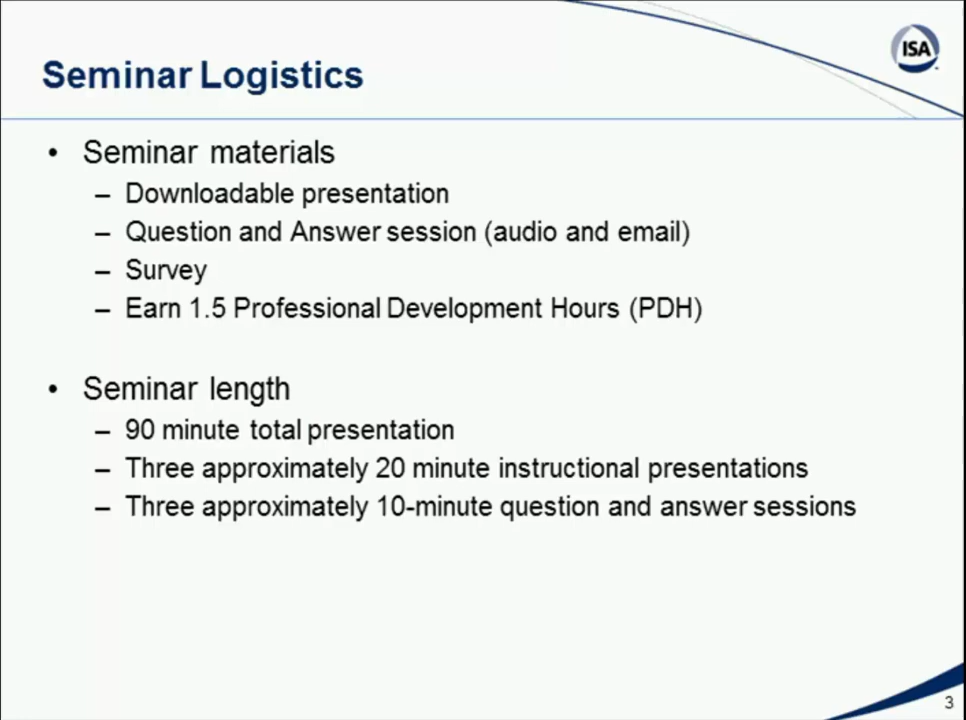 ISA
Seminar Logistics
• Seminar materials
– Downloadable presentation
– Question and Answer session (audio and email)
– Survey
– Earn 1.5 Professional Development Hours (PDH)
• Seminar length
– 90 minute total presentation
– Three approximately 20 minute instructional presentations
– Three approximately 10-minute question and answer sessions
3